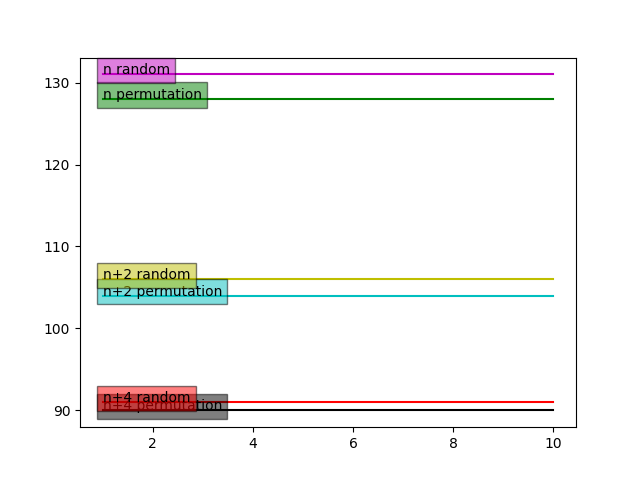 n random
130
n permutation
120
110
n+2 random
n+2 permutation
100
n+4 random
n+4 permutation
90
2 4 6 8 10